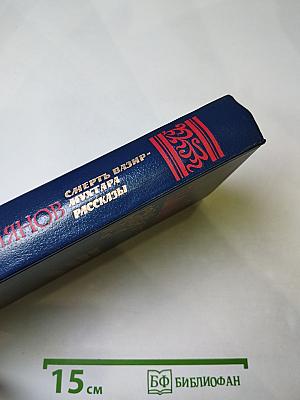 ЯНОВ
СМЕРТЬ ВАЗИР-
МУХТАРА
РАССКАЗЫ
15 см
БФ БИБЛИОФАН